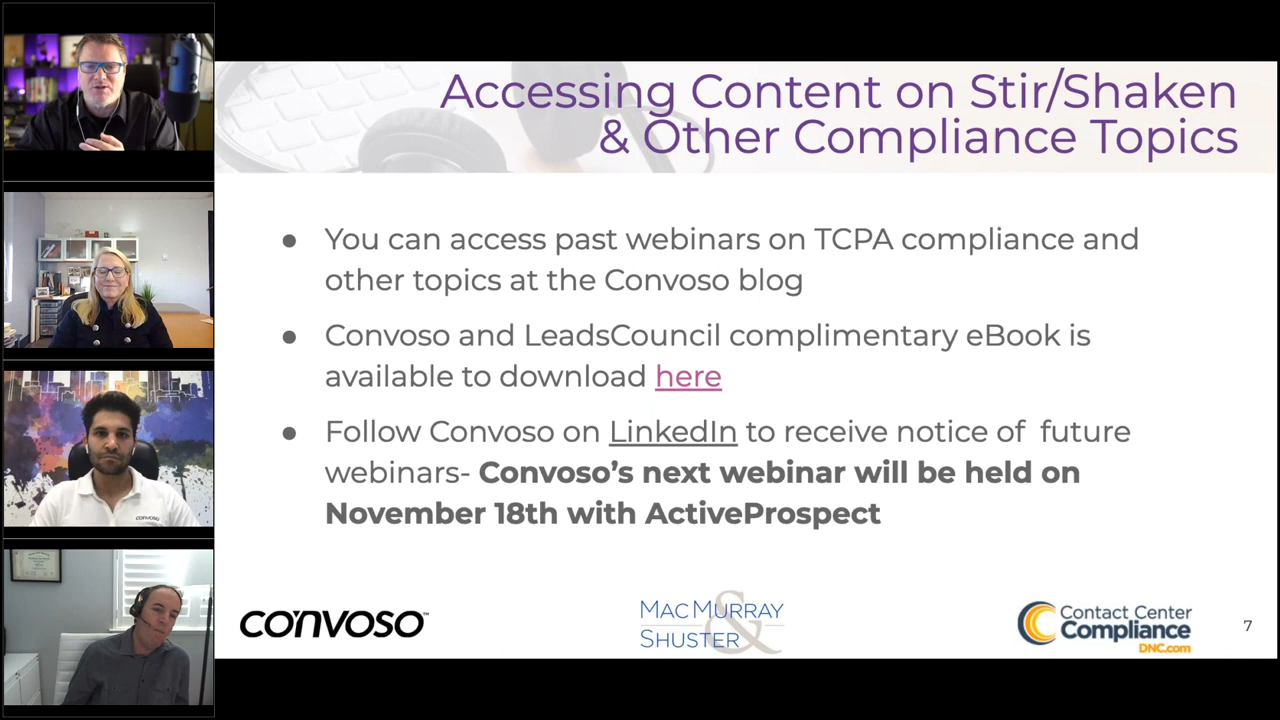 Accessing Content on Stir/Shaken
& Other Compliance Topics
● You can access past webinars on TCPA compliance and
other topics at the Convoso blog
● Convoso and LeadsCouncil complimentary eBook is
available to download here
● Follow Convoso on LinkedIn to receive notice of  future
webinars- Convoso’s next webinar will be held on
November 18th with ActiveProspect
convoso
CONVOSO™
MACMURRAY
& SHUSTER
Contact Center
Compliance
DNC.com
7